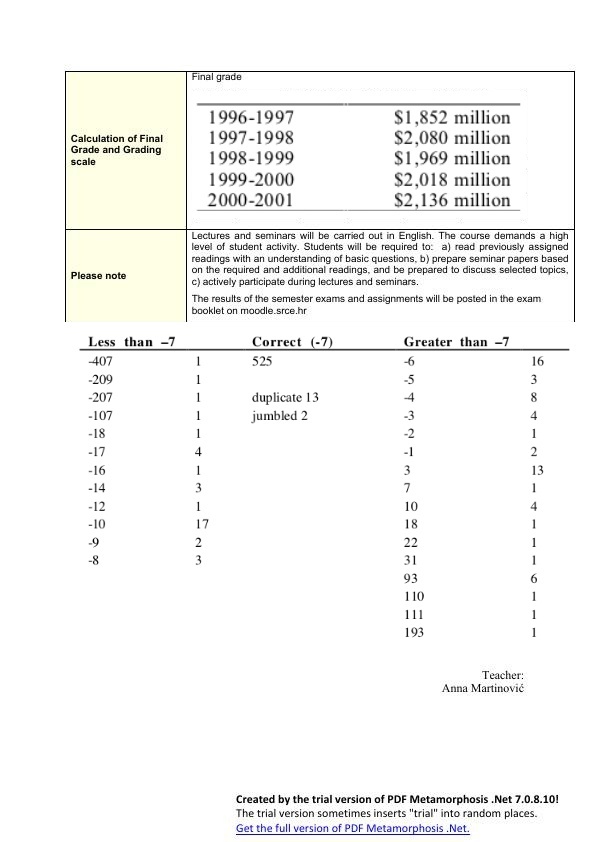 Final grade
Calculation of Final
Grade and Grading
scale
1996-1997 $1,852 million
1997-1998 $2,080 million
1998-1999 $1,969 million
1999-2000 $2,018 million
2000-2001 $2,136 million
Please note
Lectures and seminars will be carried out in English. The course demands a high
level of student activity. Students will be required to: a) read previously assigned
readings with an understanding of basic questions, b) prepare seminar papers based
on the required and additional readings, and be prepared to discuss selected topics,
c) actively participate during lectures and seminars.
The results of the semester exams and assignments will be posted in the exam
booklet on moodle.srce.hr
Less than –7 Correct (-7) Greater than –7
-407 1 525 -6 16
-209 1 -5 3
-207 1 duplicate 13 -4 8
-107 1 jumbled 2 -3 4
-18 1 -2 1
-17 4 -1 2
-16 1 3 13
-14 3 7 1
-12 1 10 4
-10 17 18 1
-9 2 22 1
-8 3 31 1
93 6
110 1
111 1
193 1
Teacher:
Anna Martinović
Created by the trial version of PDF Metamorphosis .Net 7.0.8.10!
The trial version sometimes inserts "trial" into random places.
Get the full version of PDF Metamorphosis .Net.